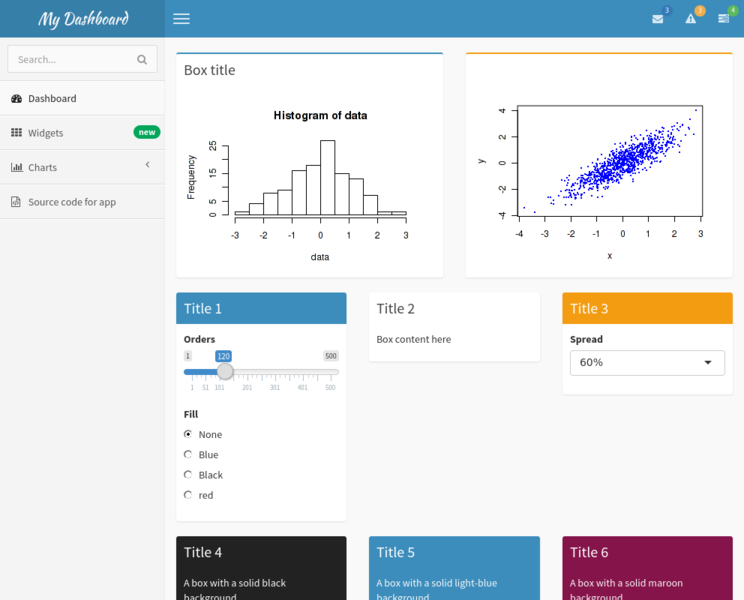 My Dashboard
3
3
4
Search...
Dashboard
Widgets
new
Charts
Source code for app
Box title
Histogram of data
Frequency
25
15
5
0
-3 -2 -1 0 1 2 3
data
y
4
2
0
-2
-4
-4 -3 -2 -1 0 1 2 3
x
Title 1
Orders
1 120 500
1 51 101 201 301 401 500
Fill
None
Blue
Black
red
Title 2
Box content here
Title 3
Spread
60%
Title 4
A box with a solid black
background.
Title 5
A box with a solid light-blue
background
Title 6
A box with a solid maroon
background.